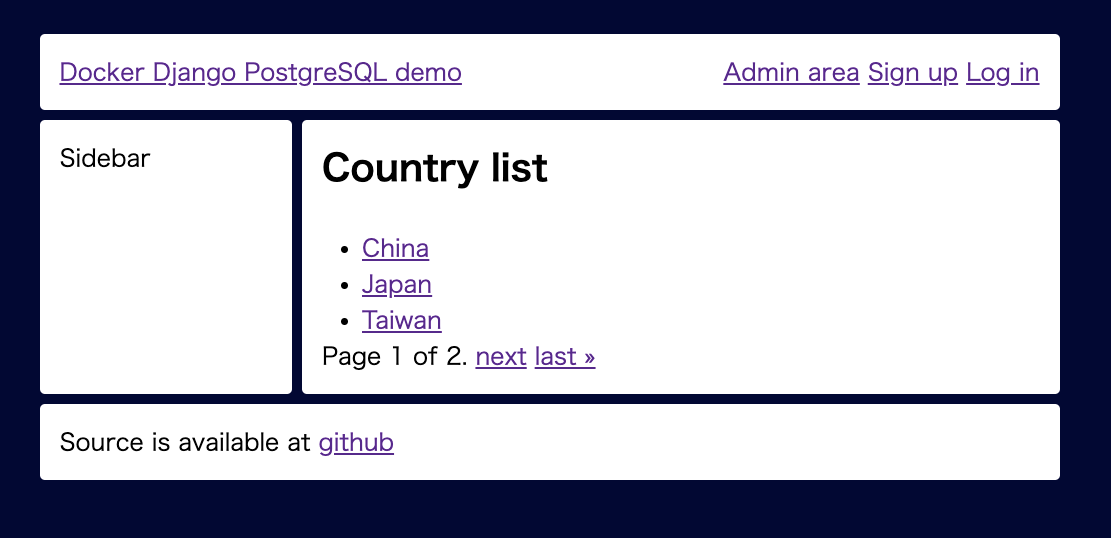 Docker Django PostgreSQL demo
Admin area Sign up Log in
Sidebar
Country list
• China
• Japan
• Taiwan
Page 1 of 2. next last »
Source is available at github